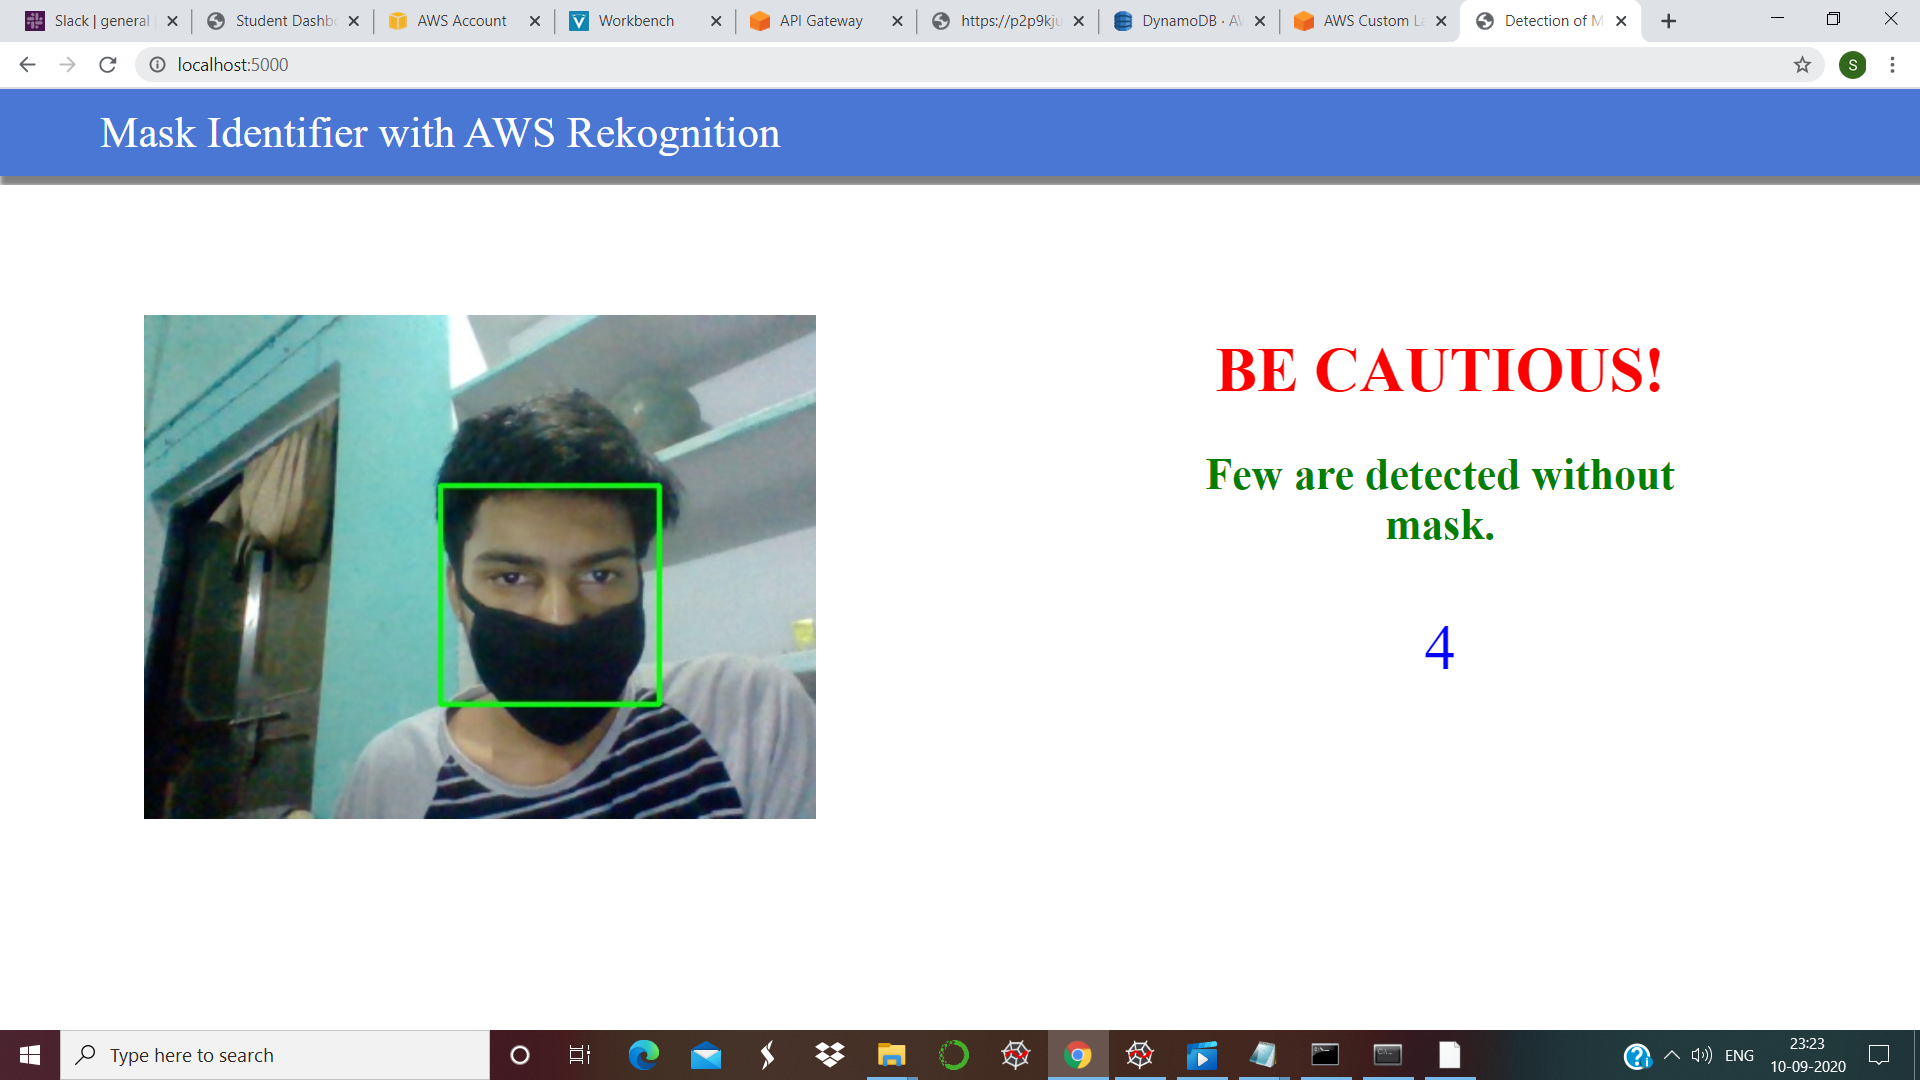 Slack | general
Student Dashb
AWS Account
Workbench
API Gateway
https://p2p9kju
DynamoDB · AW
AWS Custom La
Detection of M
localhost:5000
S
Mask Identifier with AWS Rekognition
BE CAUTIOUS!
Few are detected without
mask.
4
Type here to search
ENG
23:23
10-09-2020